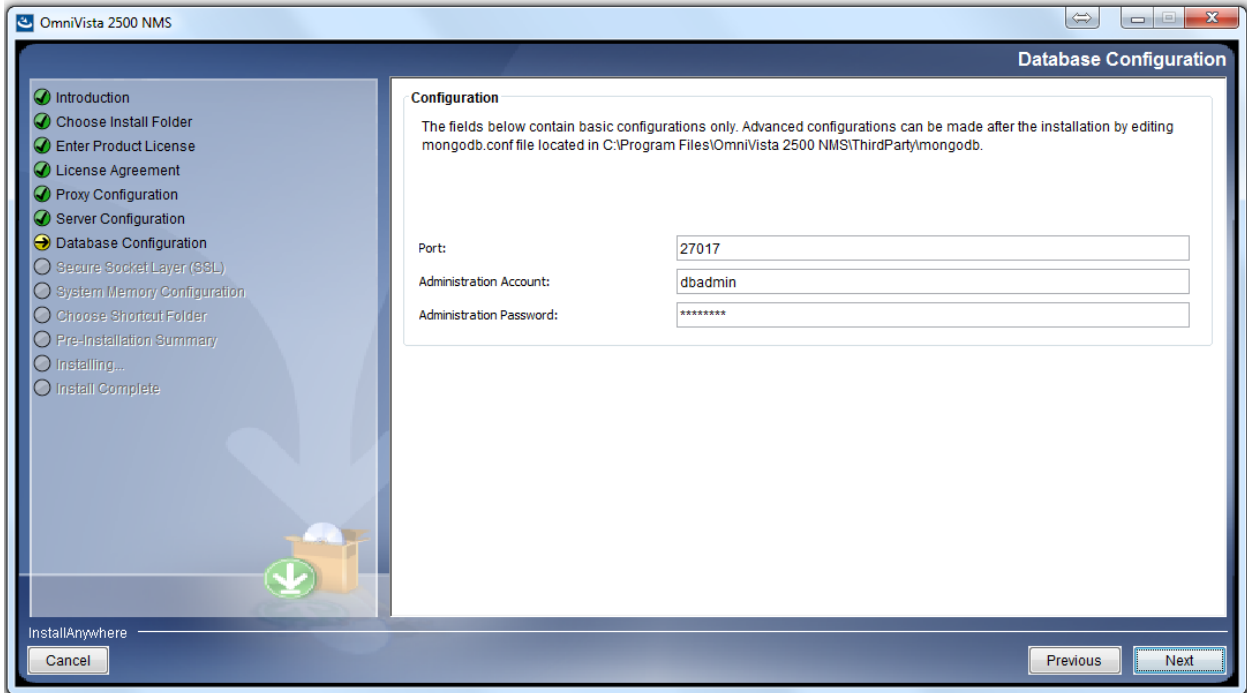 OmniVista 2500 NMS
Database Configuration
Introduction
Choose Install Folder
Enter Product License
License Agreement
Proxy Configuration
Server Configuration
Database Configuration
Secure Socket Layer (SSL)
System Memory Configuration
Choose Shortcut Folder
Pre-Installation Summary
Installing...
Install Complete
Configuration
The fields below contain basic configurations only. Advanced configurations can be made after the installation by editing
mongodb.conf file located in C:\Program Files\OmniVista 2500 NMS\ThirdParty\mongodb.
Port: 27017
Administration Account: dbadmin
Administration Password: ********
InstallAnywhere
Cancel Previous Next